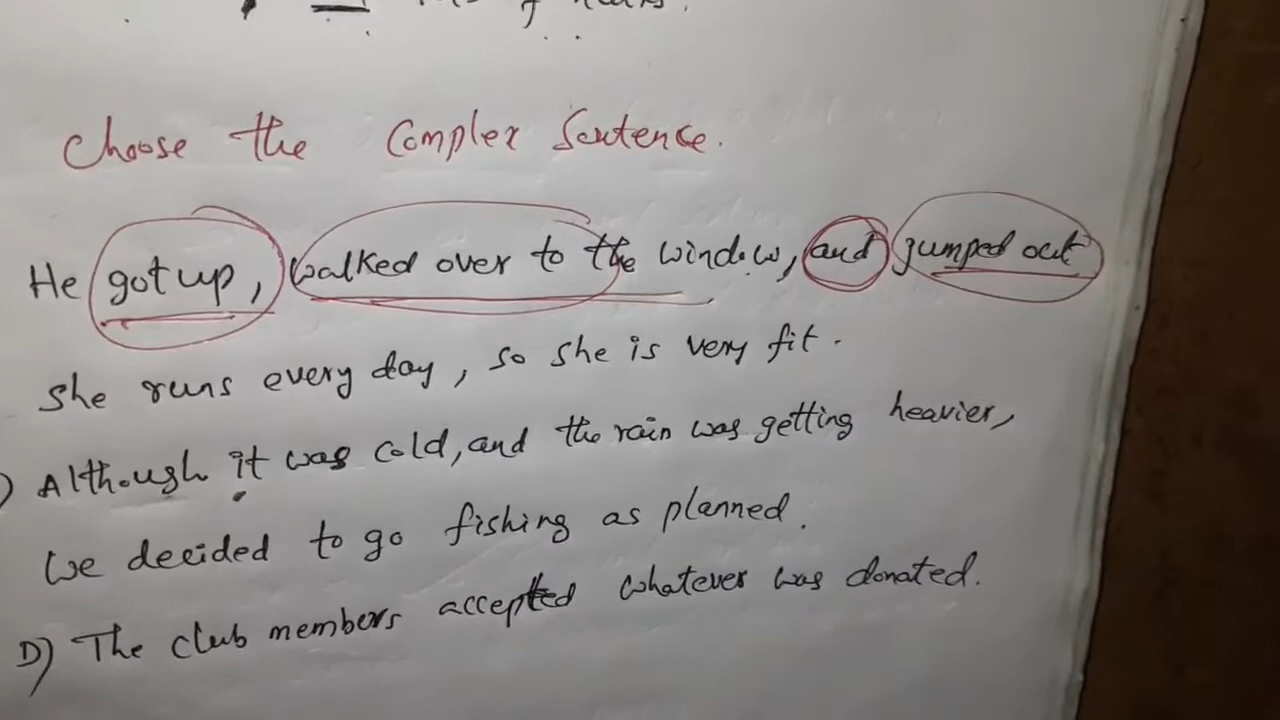 Choose the Complex Sentence.
He got up, walked over to the window, and jumped out
She runs every day, so she is very fit.
) Although it was cold, and the rain was getting heavier,
we decided to go fishing as planned.
D) The club members accepted whatever was donated.